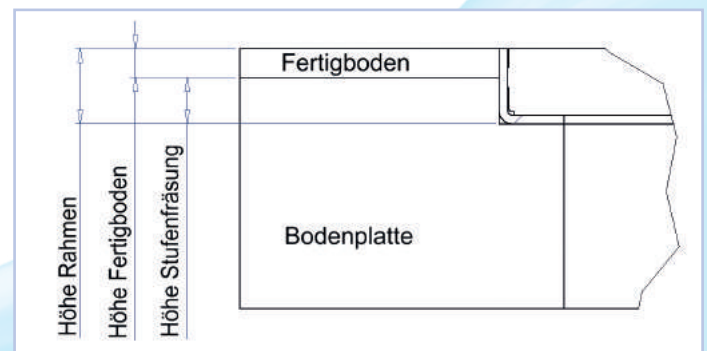 Fertigboden
Bodenplatte
Höhe Rahmen
Höhe Fertigboden
Höhe Stufenfräsung